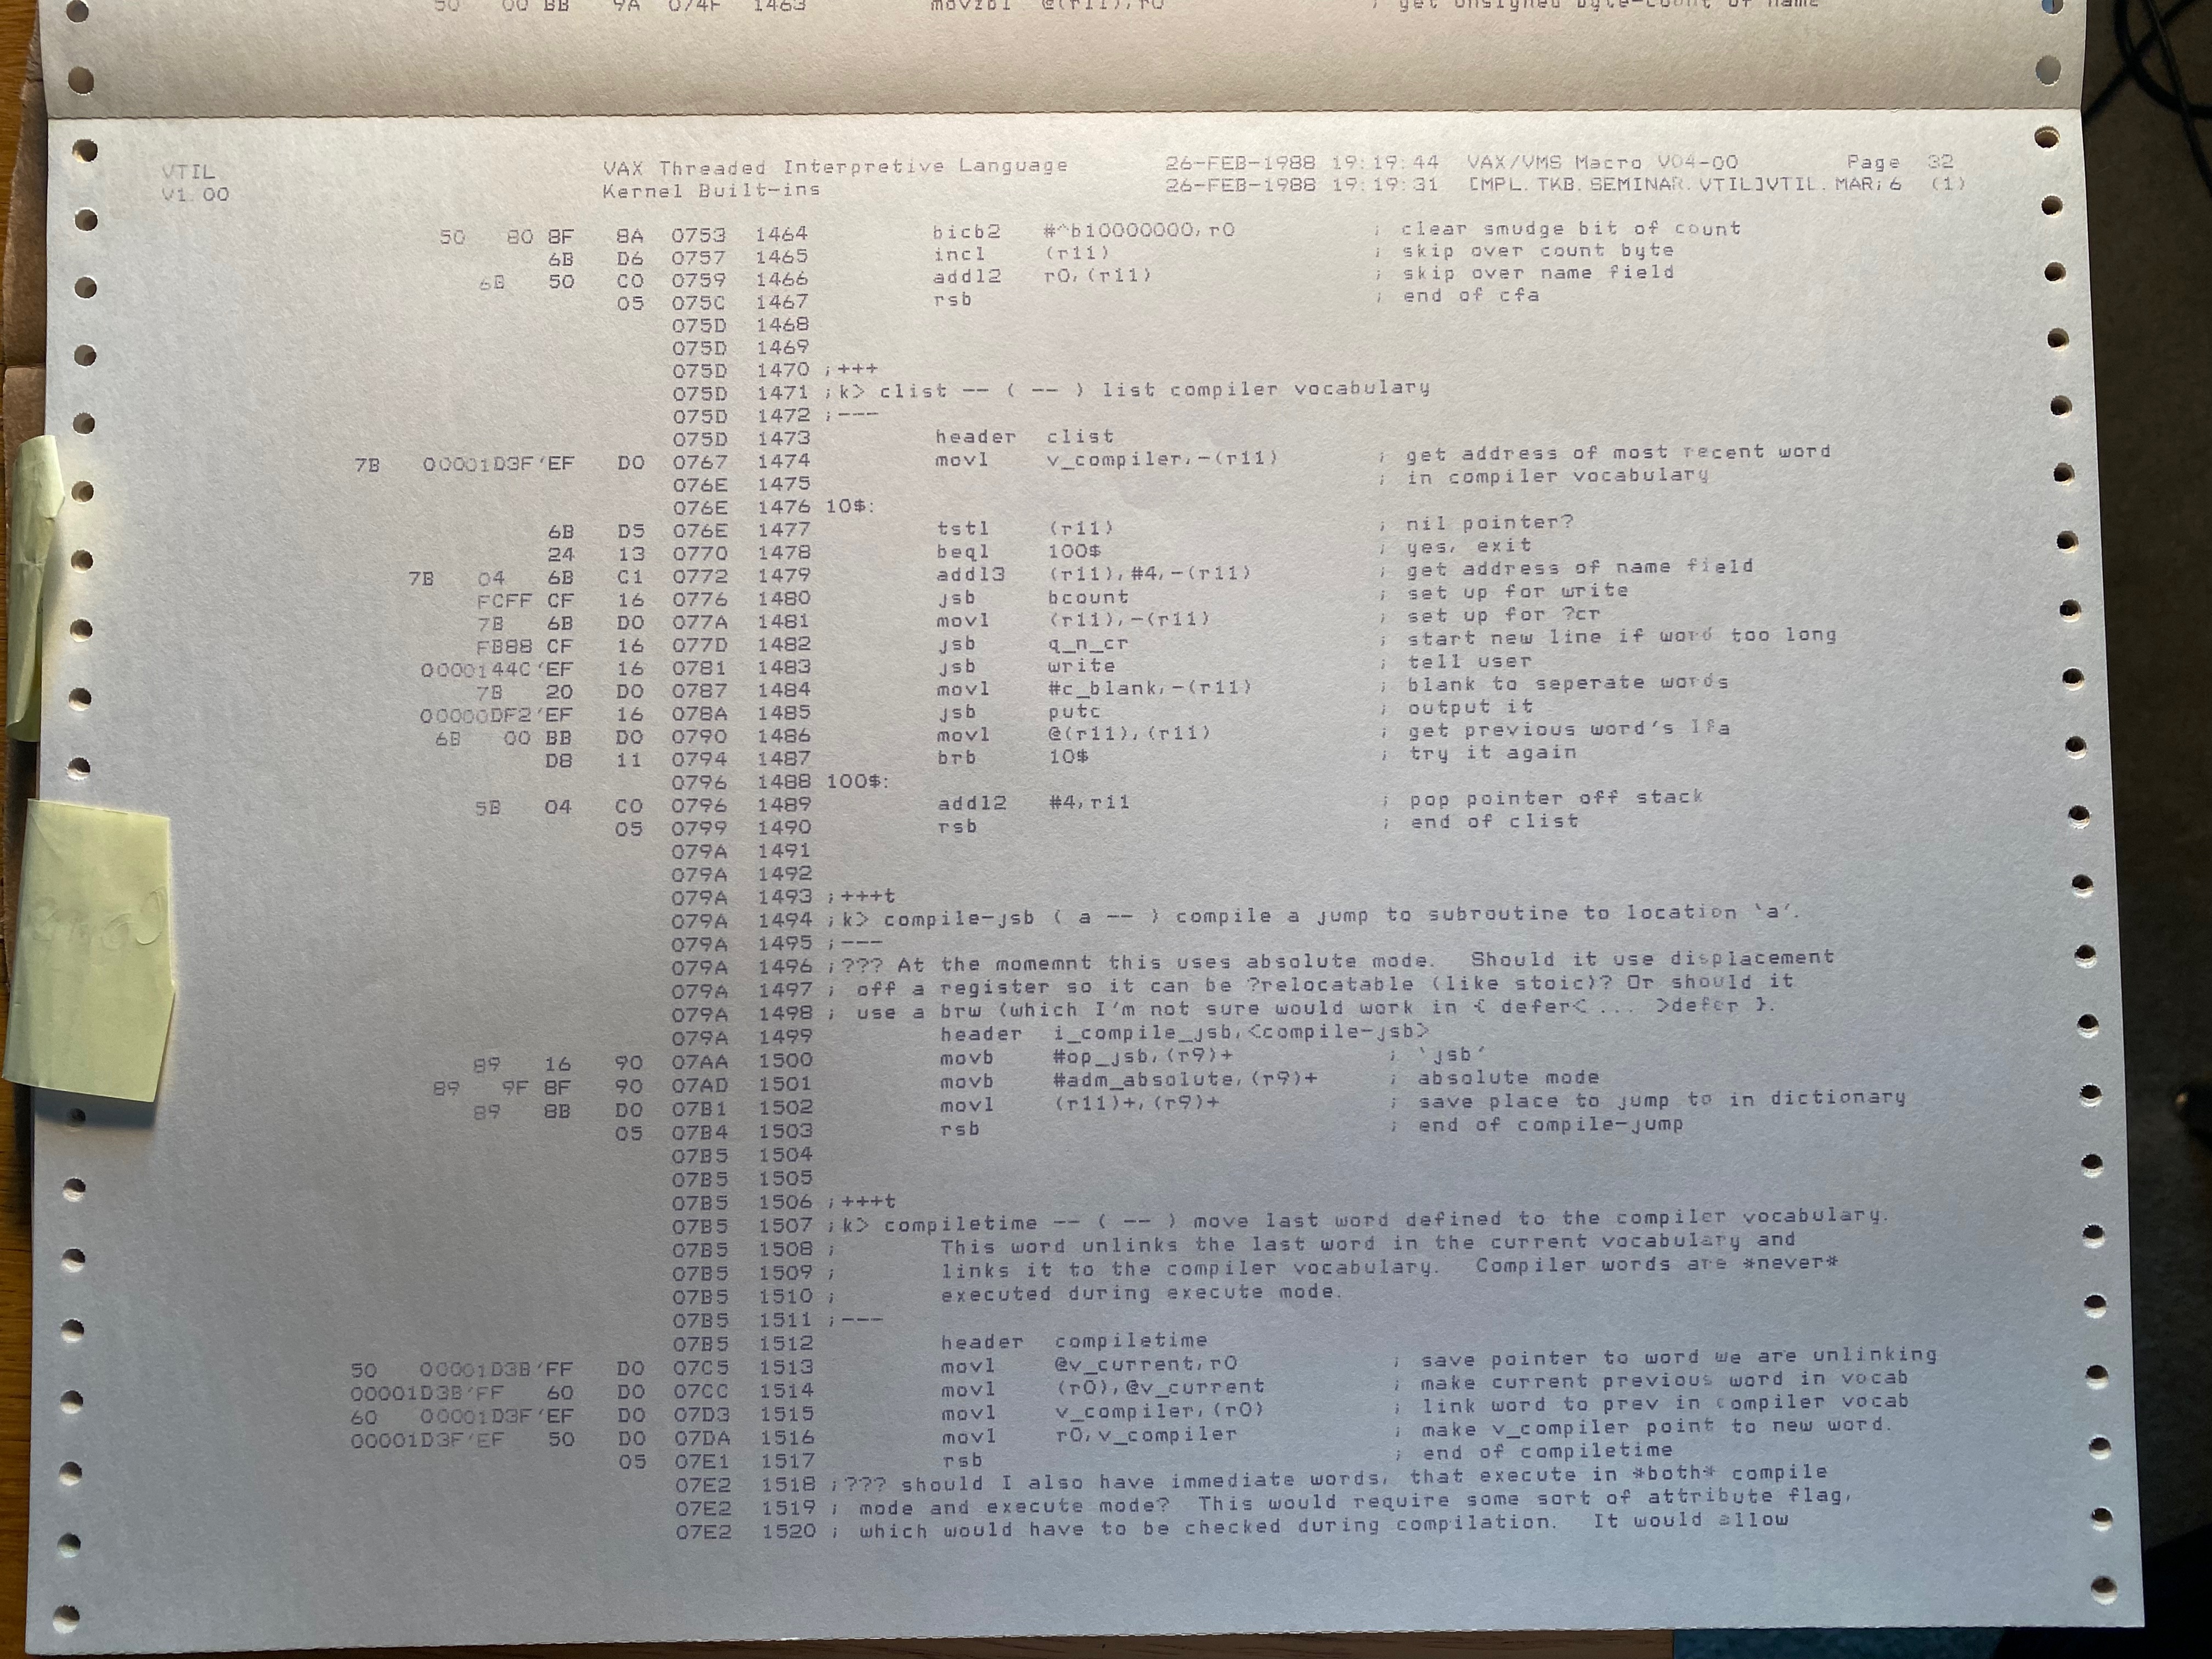 50 00 BB 9A 074F 1463 movzbl @(r11),r0 ; get unsigned byte-count of name
VTIL VAX Threaded Interpretive Language 26-FEB-1988 19:19:44 VAX/VMS Macro V04-00 Page 32
V1.00 Kernel Built-ins 26-FEB-1988 19:19:31 [MPL.TKB.SEMINAR.VTIL]VTIL.MAR;6 (1)
50 80 8F 8A 0753 1464 bicb2 #^b10000000,r0 ; clear smudge bit of count
6B D6 0757 1465 incl (r11) ; skip over count byte
6B 50 C0 0759 1466 addl2 r0,(r11) ; skip over name field
05 075C 1467 rsb ; end of cfa
075D 1468
075D 1469
075D 1470 ;+++
075D 1471 ;k> clist -- ( -- ) list compiler vocabulary
075D 1472 ;---
075D 1473 header clist
7B 00001D3F'EF D0 0767 1474 movl v_compiler,-(r11) ; get address of most recent word
076E 1475 ; in compiler vocabulary
076E 1476 10$:
6B D5 076E 1477 tstl (r11) ; nil pointer?
24 13 0770 1478 beql 100$ ; yes, exit
7B 04 6B C1 0772 1479 addl3 (r11),#4,-(r11) ; get address of name field
FCFF CF 16 0776 1480 jsb bcount ; set up for write
7B 6B D0 077A 1481 movl (r11),-(r11) ; set up for ?cr
FB88 CF 16 077D 1482 jsb q_n_cr ; start new line if word too long
0000144C'EF 16 0781 1483 jsb write ; tell user
7B 20 D0 0787 1484 movl #c_blank,-(r11) ; blank to seperate words
00000DF2'EF 16 078A 1485 jsb putc ; output it
6B 00 BB D0 0790 1486 movl @(r11),(r11) ; get previous word's lfa
D8 11 0794 1487 brb 10$ ; try it again
0796 1488 100$:
5B 04 C0 0796 1489 addl2 #4,r11 ; pop pointer off stack
05 0799 1490 rsb ; end of clist
079A 1491
079A 1492
079A 1493 ;+++t
079A 1494 ;k> compile-jsb ( a -- ) compile a jump to subroutine to location `a'.
079A 1495 ;---
079A 1496 ;??? At the momemnt this uses absolute mode. Should it use displacement
079A 1497 ; off a register so it can be ?relocatable (like stoic)? Or should it
079A 1498 ; use a brw (which I'm not sure would work in { defer< ... >defer }.
079A 1499 header i_compile_jsb,<compile-jsb>
89 16 90 07AA 1500 movb #op_jsb,(r9)+ ; `jsb'
89 9F 8F 90 07AD 1501 movb #adm_absolute,(r9)+ ; absolute mode
89 8B D0 07B1 1502 movl (r11)+,(r9)+ ; save place to jump to in dictionary
05 07B4 1503 rsb ; end of compile-jump
07B5 1504
07B5 1505
07B5 1506 ;+++t
07B5 1507 ;k> compiletime -- ( -- ) move last word defined to the compiler vocabulary.
07B5 1508 ; This word unlinks the last word in the current vocabulary and
07B5 1509 ; links it to the compiler vocabulary. Compiler words are *never*
07B5 1510 ; executed during execute mode.
07B5 1511 ;---
07B5 1512 header compiletime
50 00001D3B'FF D0 07C5 1513 movl @v_current,r0 ; save pointer to word we are unlinking
00001D3B'FF 60 D0 07CC 1514 movl (r0),@v_current ; make current previous word in vocab
60 00001D3F'EF D0 07D3 1515 movl v_compiler,(r0) ; link word to prev in compiler vocab
00001D3F'EF 50 D0 07DA 1516 movl r0,v_compiler ; make v_compiler point to new word.
05 07E1 1517 rsb ; end of compiletime
07E2 1518 ;??? should I also have immediate words, that execute in *both* compile
07E2 1519 ; mode and execute mode? This would require some sort of attribute flag,
07E2 1520 ; which would have to be checked during compilation. It would allow